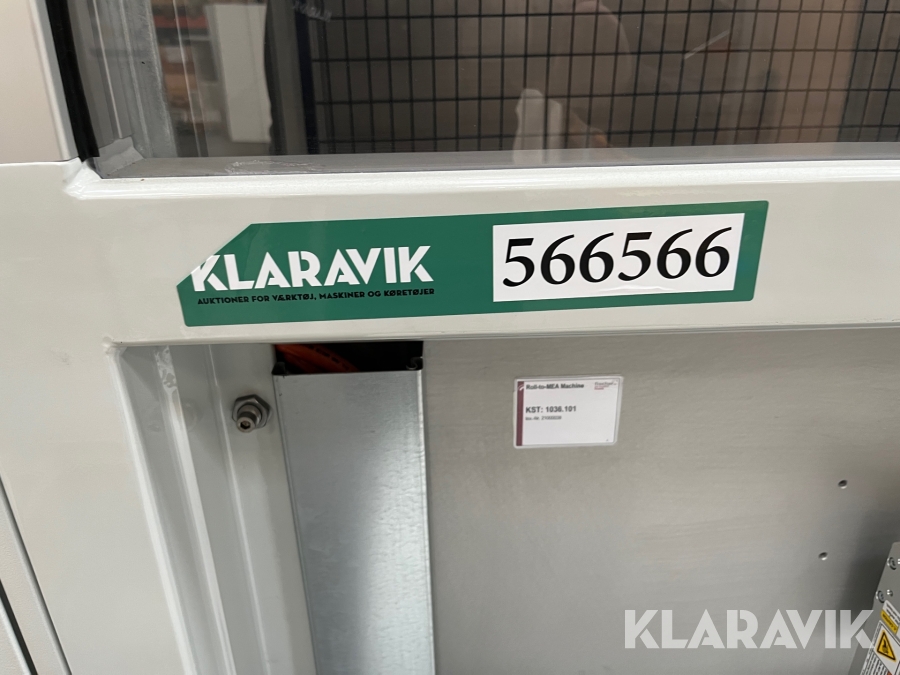 KLARAVIK
AUKTIONER FOR VÆRKTØJ, MASKINER OG KØRETØJER
566566
Roll-to-MEA Machine
KST: 1036.101
KLARAVIK